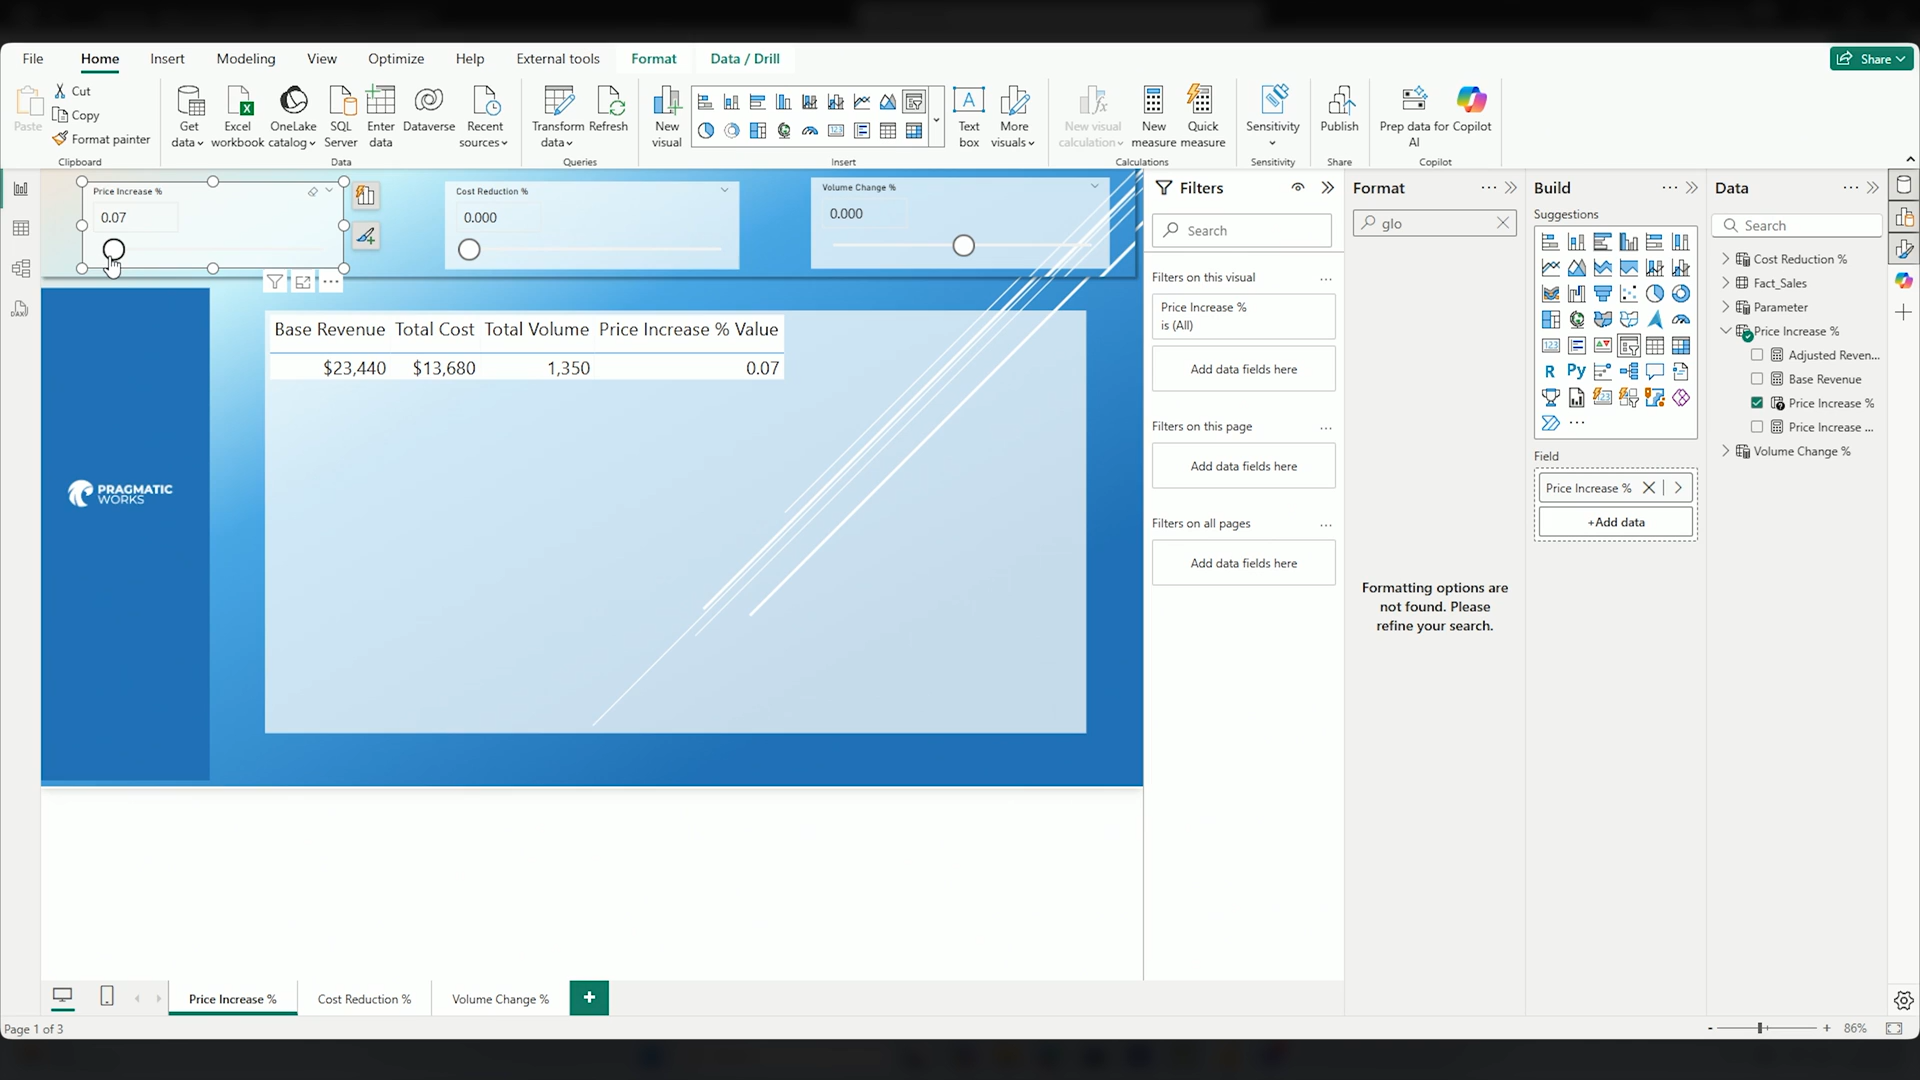 File Home Insert Modeling View Optimize Help External tools Format Data / Drill Share
Paste Cut
Copy
Format painter
Clipboard
Get data
Excel workbook
OneLake catalog
SQL Server
Enter data
Dataverse
Recent sources
Data
Transform data
Refresh
Queries
New visual
Text box
More visuals
Insert
New visual calculation
New measure
Quick measure
Calculations
Sensitivity
Sensitivity
Publish
Share
Prep data for AI
Copilot
Copilot
Price Increase %
0.07
Cost Reduction %
0.000
Volume Change %
0.000
Base Revenue Total Cost Total Volume Price Increase % Value
$23,440 $13,680 1,350 0.07
PRAGMATIC
WORKS
Filters
Search
Filters on this visual ...
Price Increase %
is (All)
Add data fields here
Filters on this page ...
Add data fields here
Filters on all pages ...
Add data fields here
Format
glo
Formatting options are
not found. Please
refine your search.
Build
Suggestions
R Py
123
Field
Price Increase %
+Add data
Data
Search
Cost Reduction %
Fact_Sales
Parameter
Price Increase %
Adjusted Reven...
Base Revenue
Price Increase %
Price Increase ...
Volume Change %
Price Increase % Cost Reduction % Volume Change % +
Page 1 of 3
- + 86%